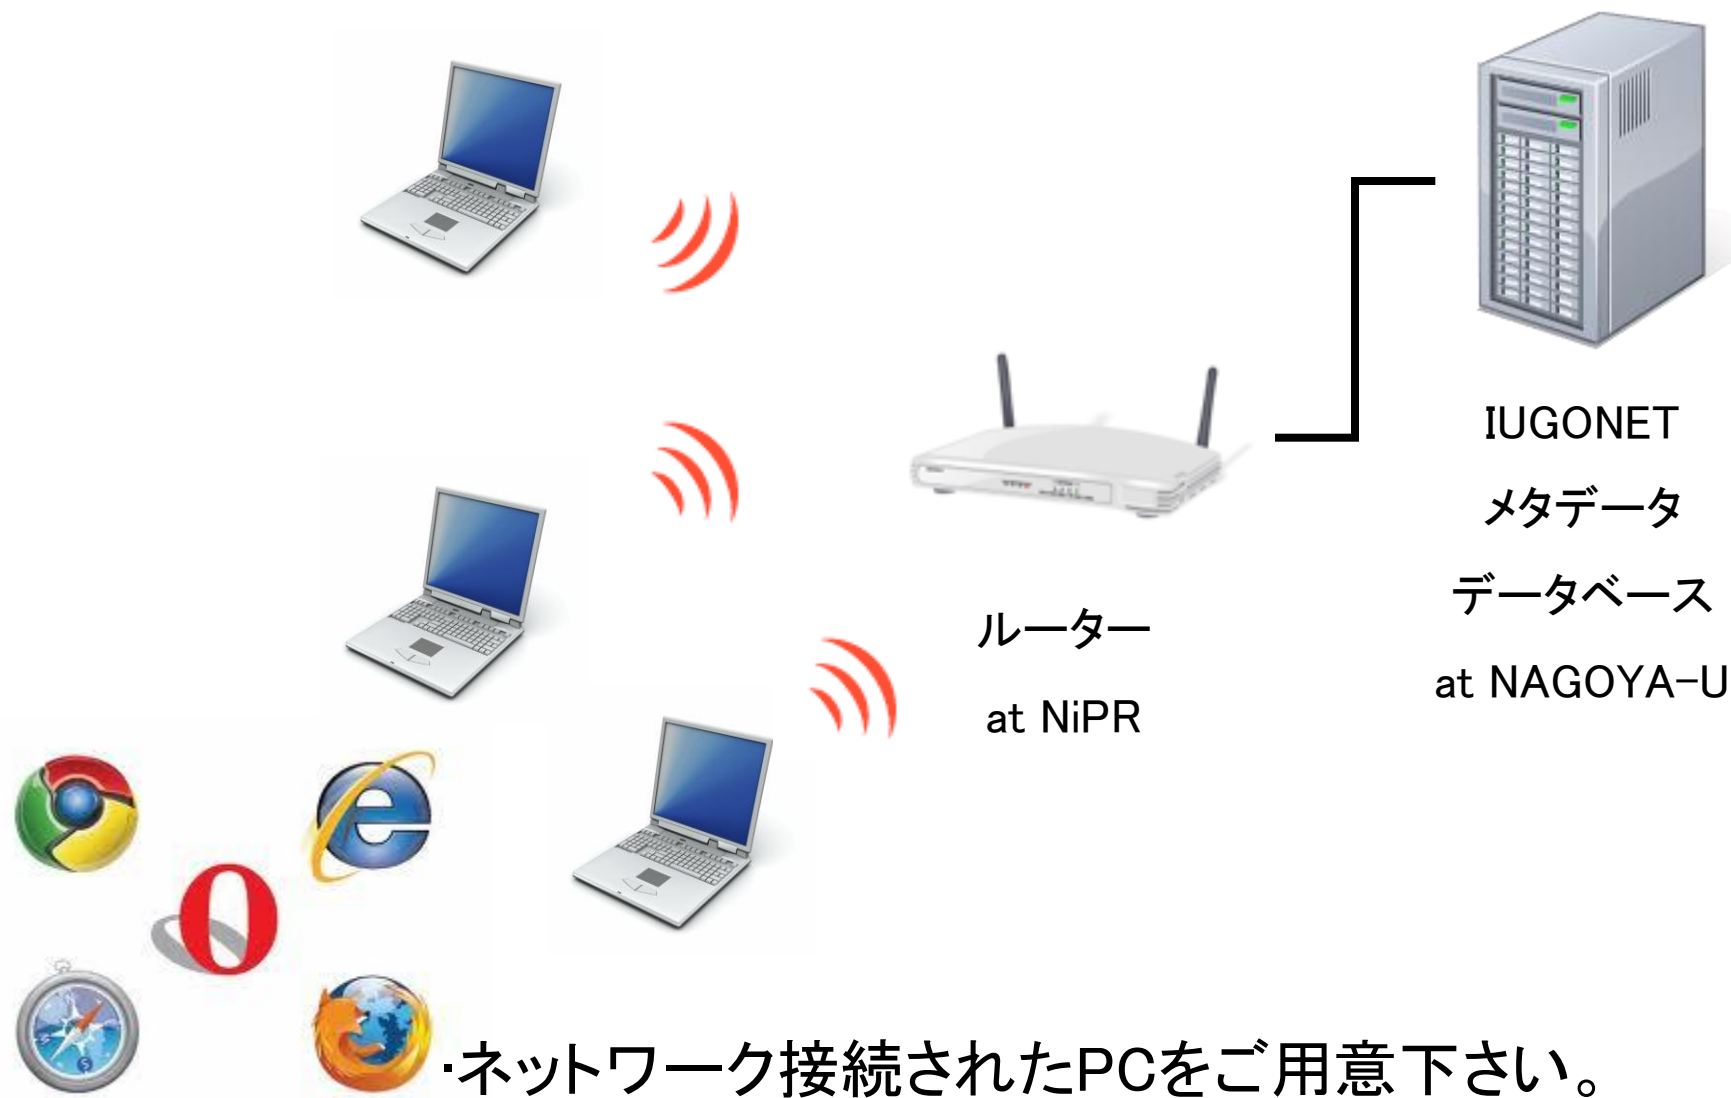 IUGONET
メタデータ
データベース
at NAGOYA-U
ルーター
at NiPR
・ネットワーク接続されたPCをご用意下さい。